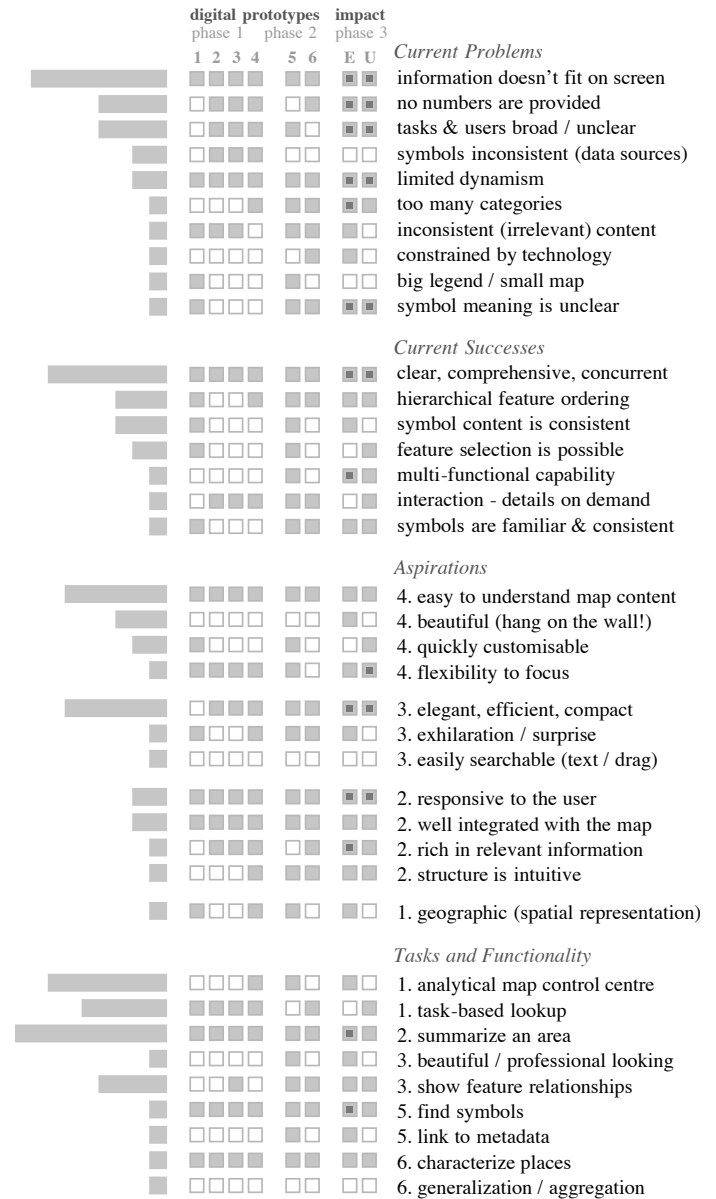 digital prototypes impact
phase 1 phase 2 phase 3
1 2 3 4 5 6 E U
Current Problems
information doesn't fit on screen
no numbers are provided
tasks & users broad / unclear
symbols inconsistent (data sources)
limited dynamism
too many categories
inconsistent (irrelevant) content
constrained by technology
big legend / small map
symbol meaning is unclear
Current Successes
clear, comprehensive, concurrent
hierarchical feature ordering
symbol content is consistent
feature selection is possible
multi-functional capability
interaction - details on demand
symbols are familiar & consistent
Aspirations
4. easy to understand map content
4. beautiful (hang on the wall!)
4. quickly customisable
4. flexibility to focus
3. elegant, efficient, compact
3. exhilaration / surprise
3. easily searchable (text / drag)
2. responsive to the user
2. well integrated with the map
2. rich in relevant information
2. structure is intuitive
1. geographic (spatial representation)
Tasks and Functionality
1. analytical map control centre
1. task-based lookup
2. summarize an area
3. beautiful / professional looking
3. show feature relationships
5. find symbols
5. link to metadata
6. characterize places
6. generalization / aggregation